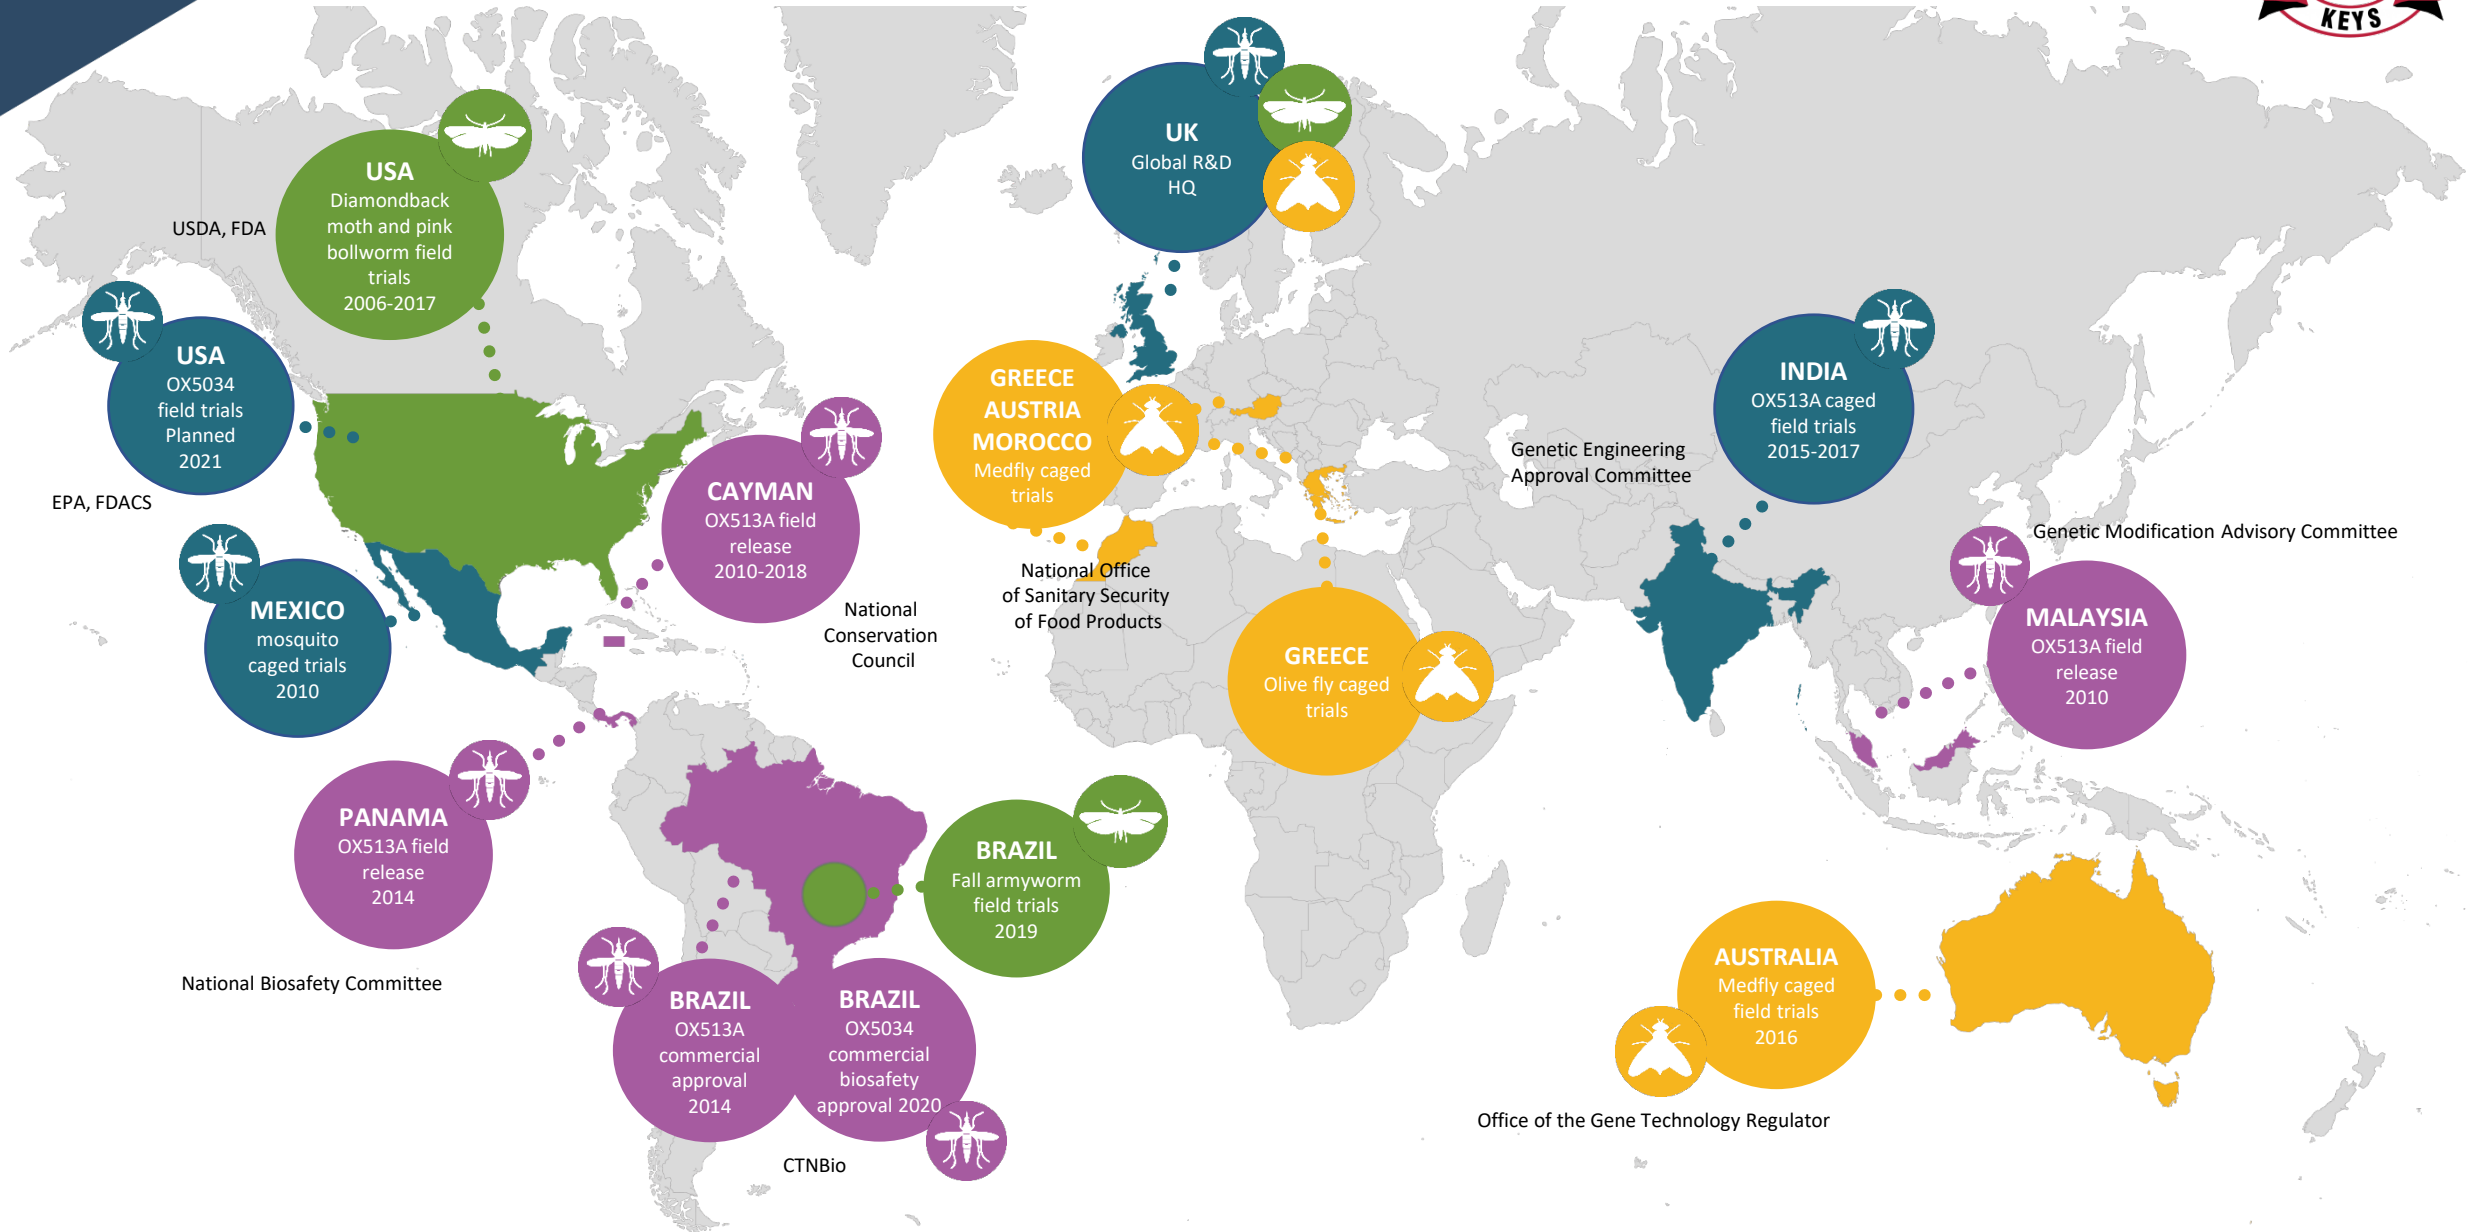 KEYS
UK
Global R&D
HQ
USA
Diamondback
moth and pink
bollworm field
trials
2006-2017
USDA, FDA
USA
OX5034
field trials
Planned
2021
EPA, FDACS
GREECE
AUSTRIA
MOROCCO
Medfly caged
trials
National Office
of Sanitary Security
of Food Products
INDIA
OX513A caged
field trials
2015-2017
Genetic Engineering
Approval Committee
CAYMAN
OX513A field
release
2010-2018
National
Conservation
Council
Genetic Modification Advisory Committee
MALAYSIA
OX513A field
release
2010
MEXICO
mosquito
caged trials
2010
GREECE
Olive fly caged
trials
PANAMA
OX513A field
release
2014
National Biosafety Committee
BRAZIL
Fall armyworm
field trials
2019
BRAZIL
OX513A
commercial
approval
2014
BRAZIL
OX5034
commercial
biosafety
approval 2020
CTNBio
AUSTRALIA
Medfly caged
field trials
2016
Office of the Gene Technology Regulator